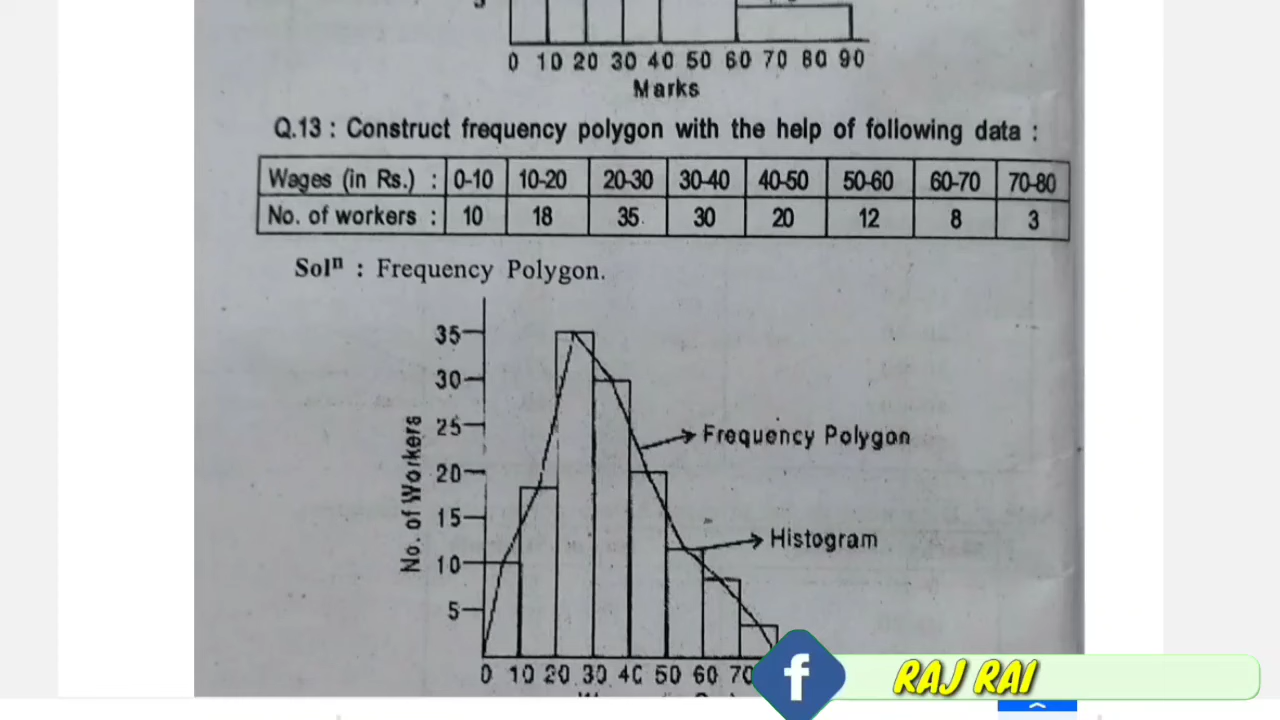 0 10 20 30 40 50 60 70 80 90
Marks
Q.13 : Construct frequency polygon with the help of following data :
Wages (in Rs.) : 0-10 10-20 20-30 30-40 40-50 50-60 60-70 70-80
No. of workers : 10 18 35 30 20 12 8 3
Solⁿ : Frequency Polygon.
35
30
25
20
15
10
5
No. of Workers
Frequency Polygon
Histogram
0 10 20 30 40 50 60 70
f RAJ RAI